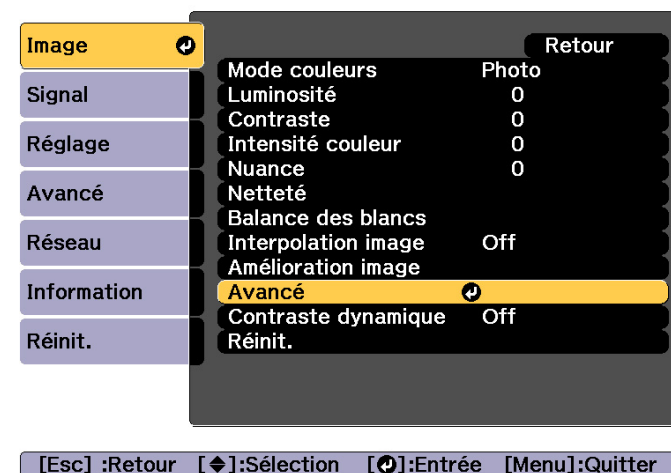 Image
Signal
Réglage
Avancé
Réseau
Information
Réinit.
Retour
Mode couleurs Photo
Luminosité 0
Contraste 0
Intensité couleur 0
Nuance 0
Netteté
Balance des blancs
Interpolation image Off
Amélioration image
Avancé
Contraste dynamique Off
Réinit.
[Esc] :Retour [◆]:Sélection [↵]:Entrée [Menu]:Quitter